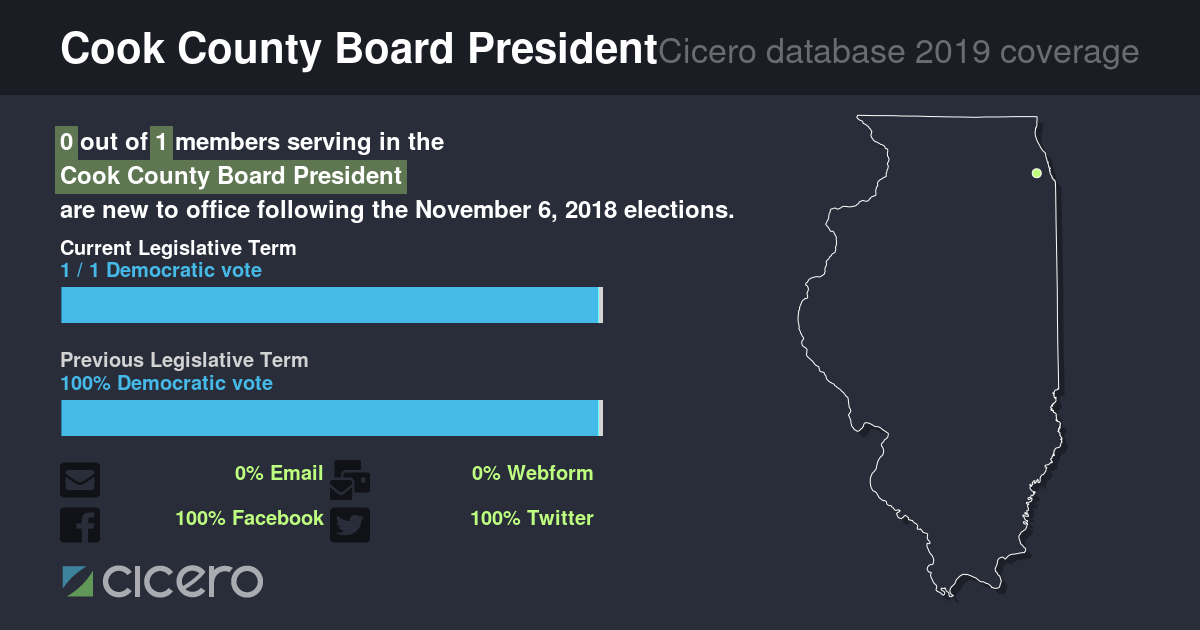 Cook County Board President Cicero database 2019 coverage
0 out of 1 members serving in the
Cook County Board President
are new to office following the November 6, 2018 elections.
Current Legislative Term
1 / 1 Democratic vote
Previous Legislative Term
100% Democratic vote
0% Email 0% Webform
100% Facebook 100% Twitter
cicero